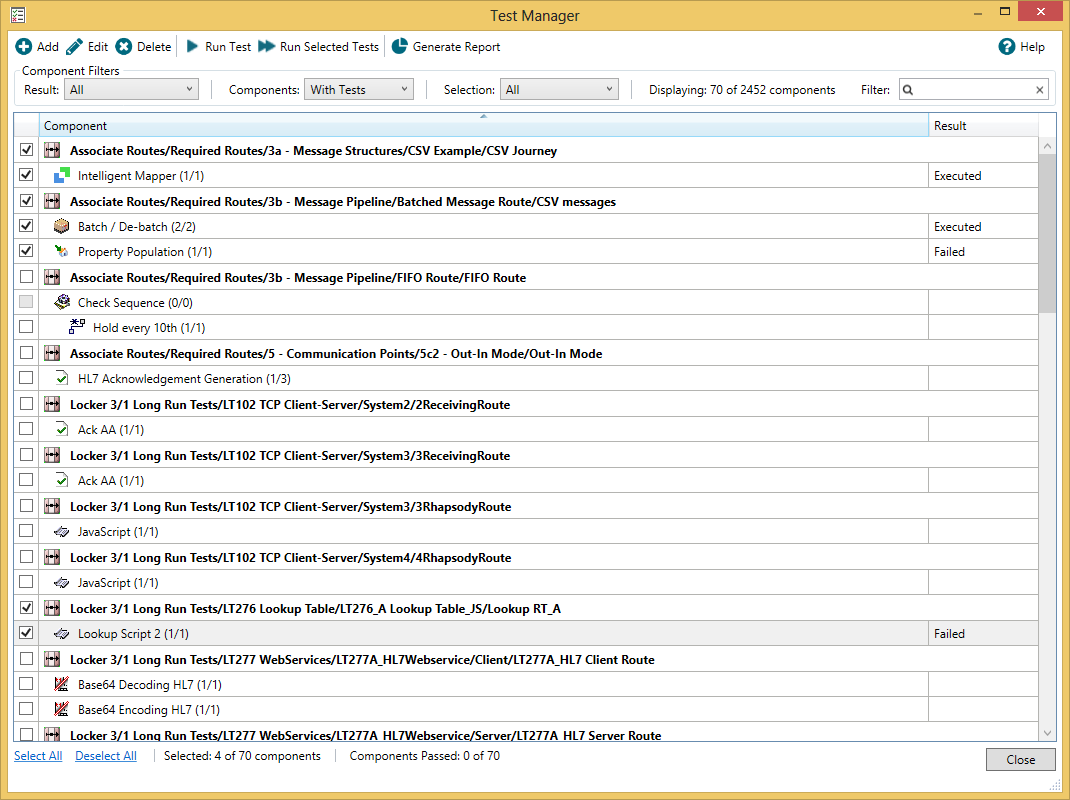 Test Manager
Add Edit Delete Run Test Run Selected Tests Generate Report Help
Component Filters
Result: All Components: With Tests Selection: All Displaying: 70 of 2452 components Filter:
Component Result
Associate Routes/Required Routes/3a - Message Structures/CSV Example/CSV Journey
Intelligent Mapper (1/1) Executed
Associate Routes/Required Routes/3b - Message Pipeline/Batched Message Route/CSV messages
Batch / De-batch (2/2) Executed
Property Population (1/1) Failed
Associate Routes/Required Routes/3b - Message Pipeline/FIFO Route/FIFO Route
Check Sequence (0/0)
Hold every 10th (1/1)
Associate Routes/Required Routes/5 - Communication Points/5c2 - Out-In Mode/Out-In Mode
HL7 Acknowledgement Generation (1/3)
Locker 3/1 Long Run Tests/LT102 TCP Client-Server/System2/2ReceivingRoute
Ack AA (1/1)
Locker 3/1 Long Run Tests/LT102 TCP Client-Server/System3/3ReceivingRoute
Ack AA (1/1)
Locker 3/1 Long Run Tests/LT102 TCP Client-Server/System3/3RhapsodyRoute
JavaScript (1/1)
Locker 3/1 Long Run Tests/LT102 TCP Client-Server/System4/4RhapsodyRoute
JavaScript (1/1)
Locker 3/1 Long Run Tests/LT276 Lookup Table/LT276_A Lookup Table_JS/Lookup RT_A
Lookup Script 2 (1/1) Failed
Locker 3/1 Long Run Tests/LT277 WebServices/LT277A_HL7Webservice/Client/LT277A_HL7 Client Route
Base64 Decoding HL7 (1/1)
Base64 Encoding HL7 (1/1)
Locker 3/1 Long Run Tests/LT277 WebServices/LT277A_HL7Webservice/Server/LT277A_HL7 Server Route
Select All Deselect All Selected: 4 of 70 components Components Passed: 0 of 70
Close